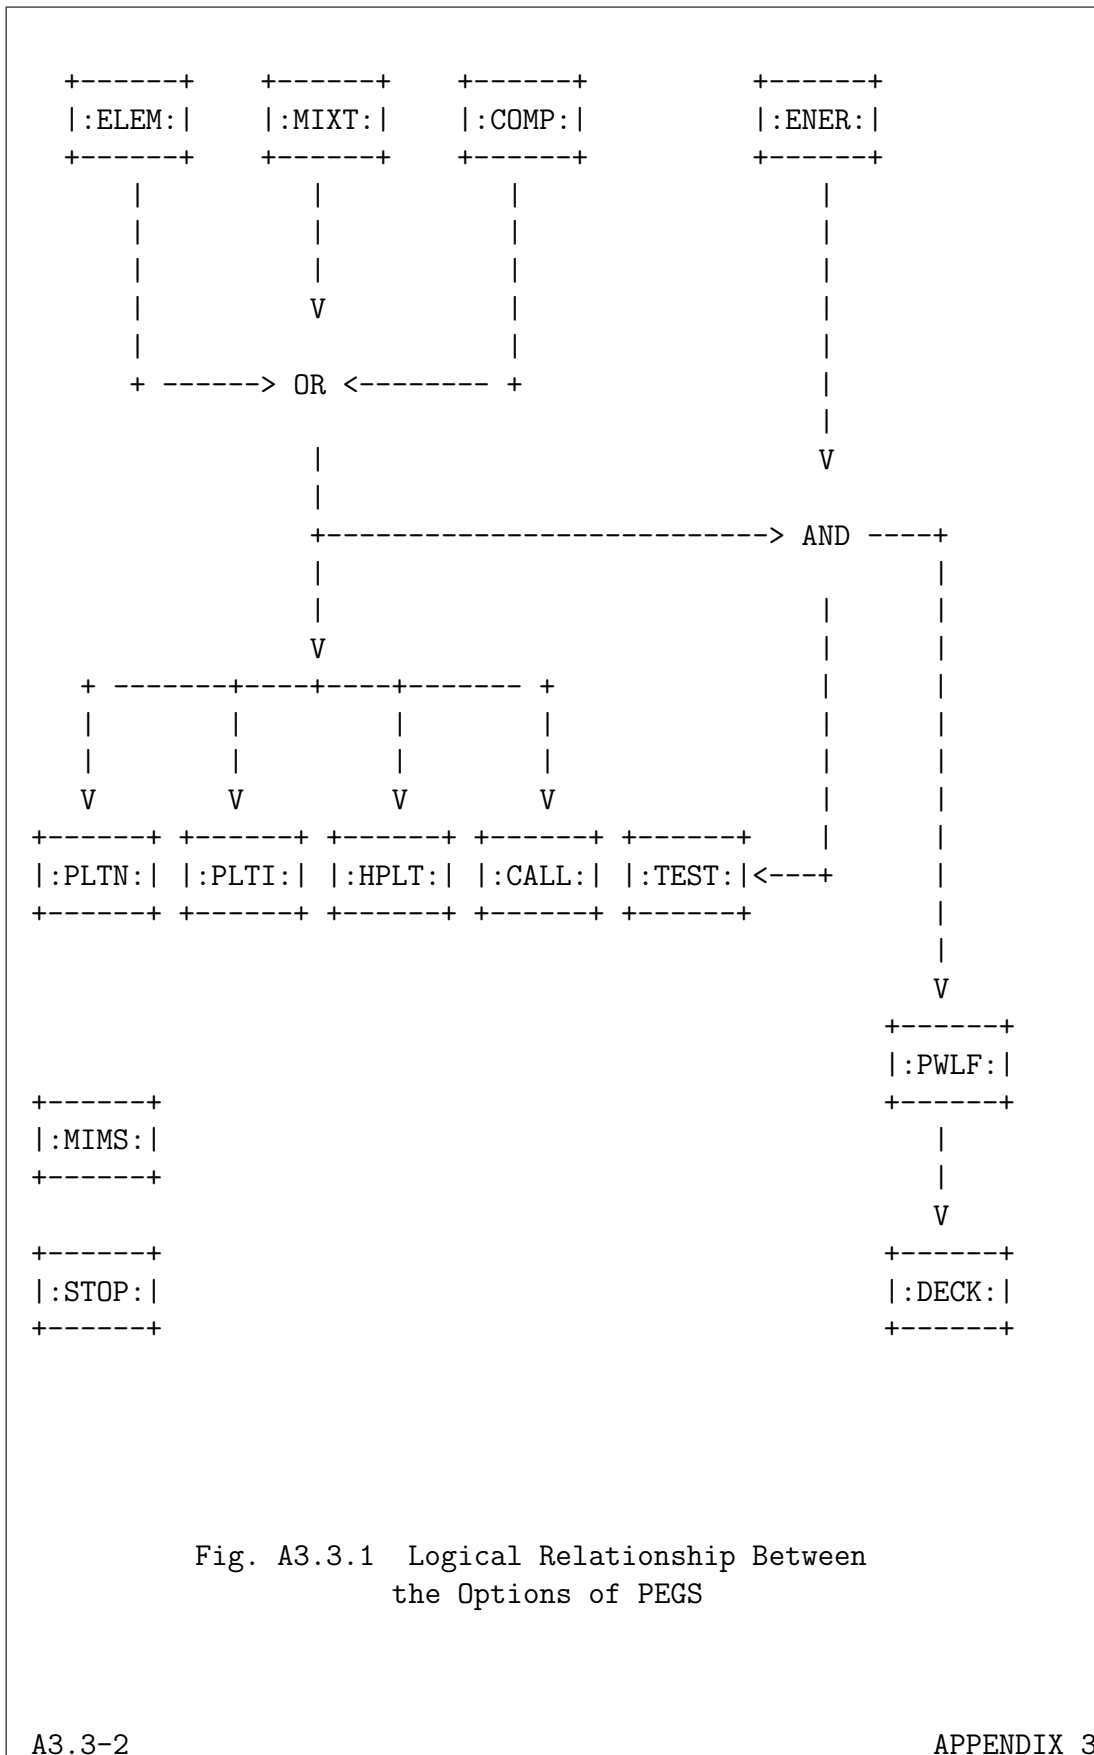 +------+    +------+    +------+          +------+
|:ELEM:|    |:MIXT:|    |:COMP:|          |:ENER:|
+------+    +------+    +------+          +------+
|          |           |                  |
|          |           |                  |
|          |           |                  |
|          V           |                  |
|                      |                  |
+ ------> OR <-------- +                  |
|
|                              V
|
+---------------------------> AND ----+
|                                     |
|                              |      |
V                              |      |
+ -------+----+----+------- +                |      |
|        |         |        |                |      |
|        |         |        |                |      |
V        V         V        V                |      |
+------+ +------+ +------+ +------+ +------+    |      |
|:PLTN:| |:PLTI:| |:HPLT:| |:CALL:| |:TEST:|<---+      |
+------+ +------+ +------+ +------+ +------+           |
|
V
+------+
|:PWLF:|
+------+                                            +------+
|:MIMS:|                                               |
+------+                                               |
V
+------+                                            +------+
|:STOP:|                                            |:DECK:|
+------+                                            +------+
Fig. A3.3.1  Logical Relationship Between
the Options of PEGS
A3.3-2                                                 APPENDIX 3